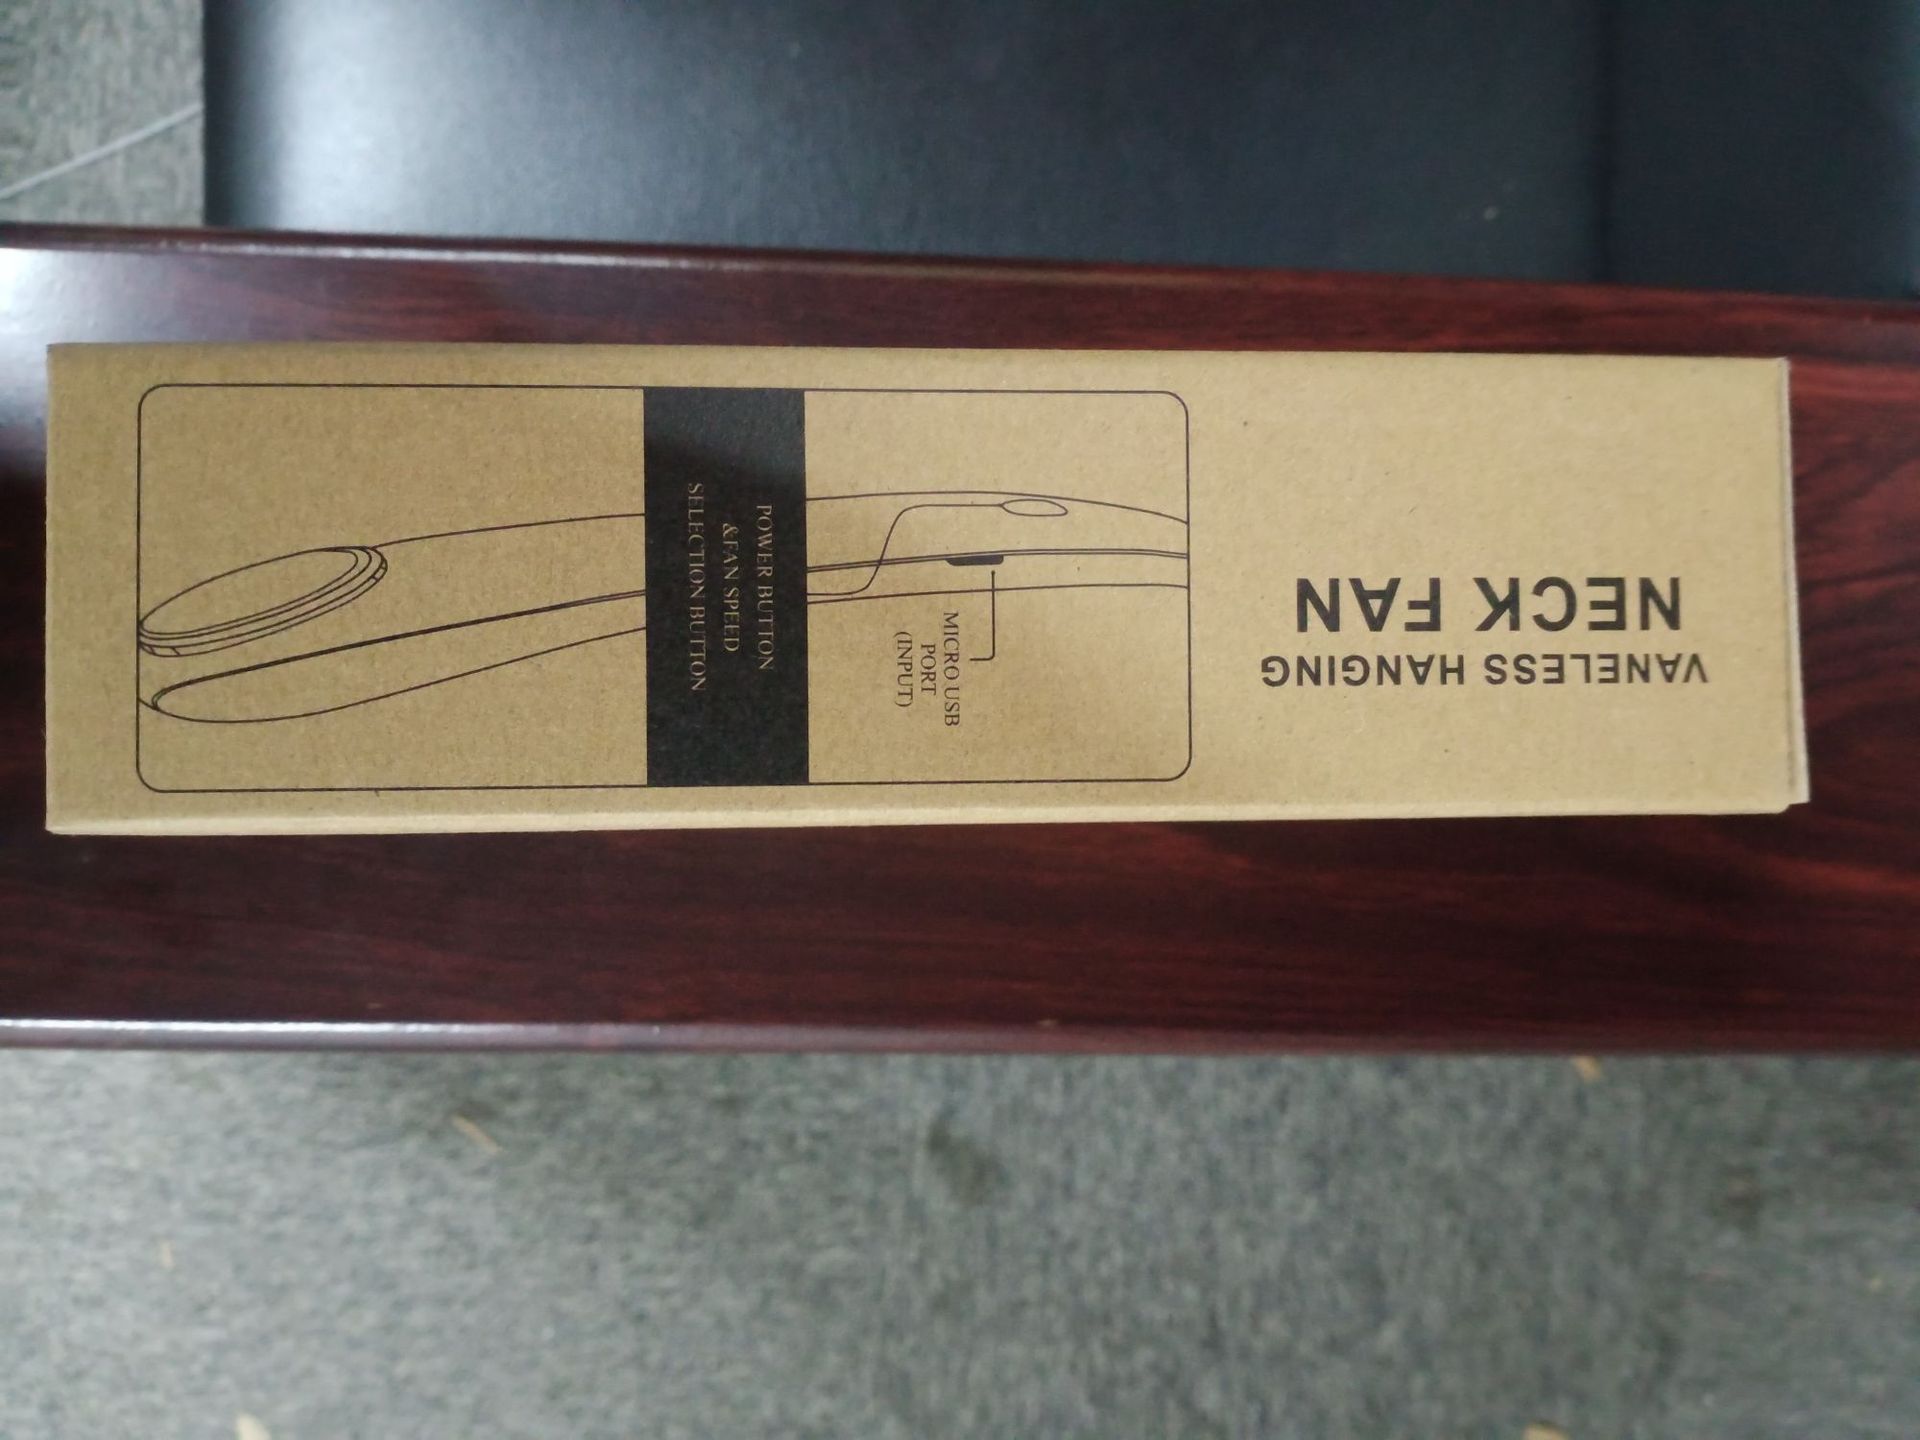 VANELESS HANGING
NECK FAN
MICRO USB
PORT
(INPUT)
POWER BUTTON
&FAN SPEED
SELECTION BUTTON